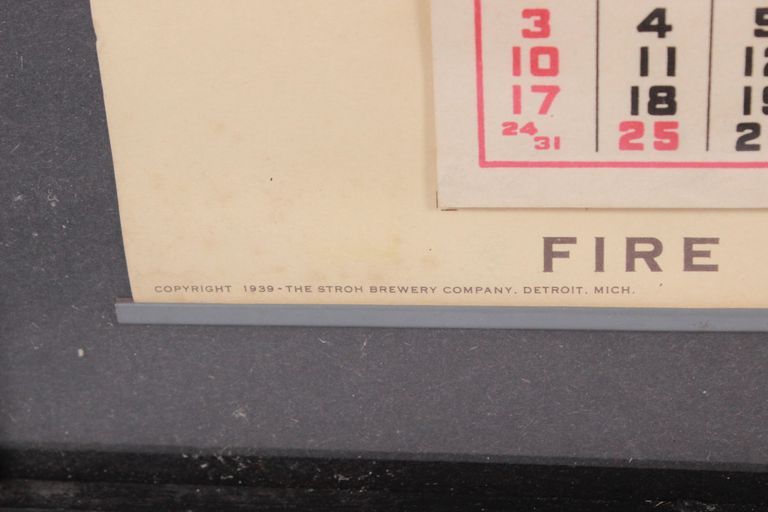 3 4
10 11
17 18
24 31 25
FIRE
COPYRIGHT 1939 - THE STROH BREWERY COMPANY. DETROIT. MICH.